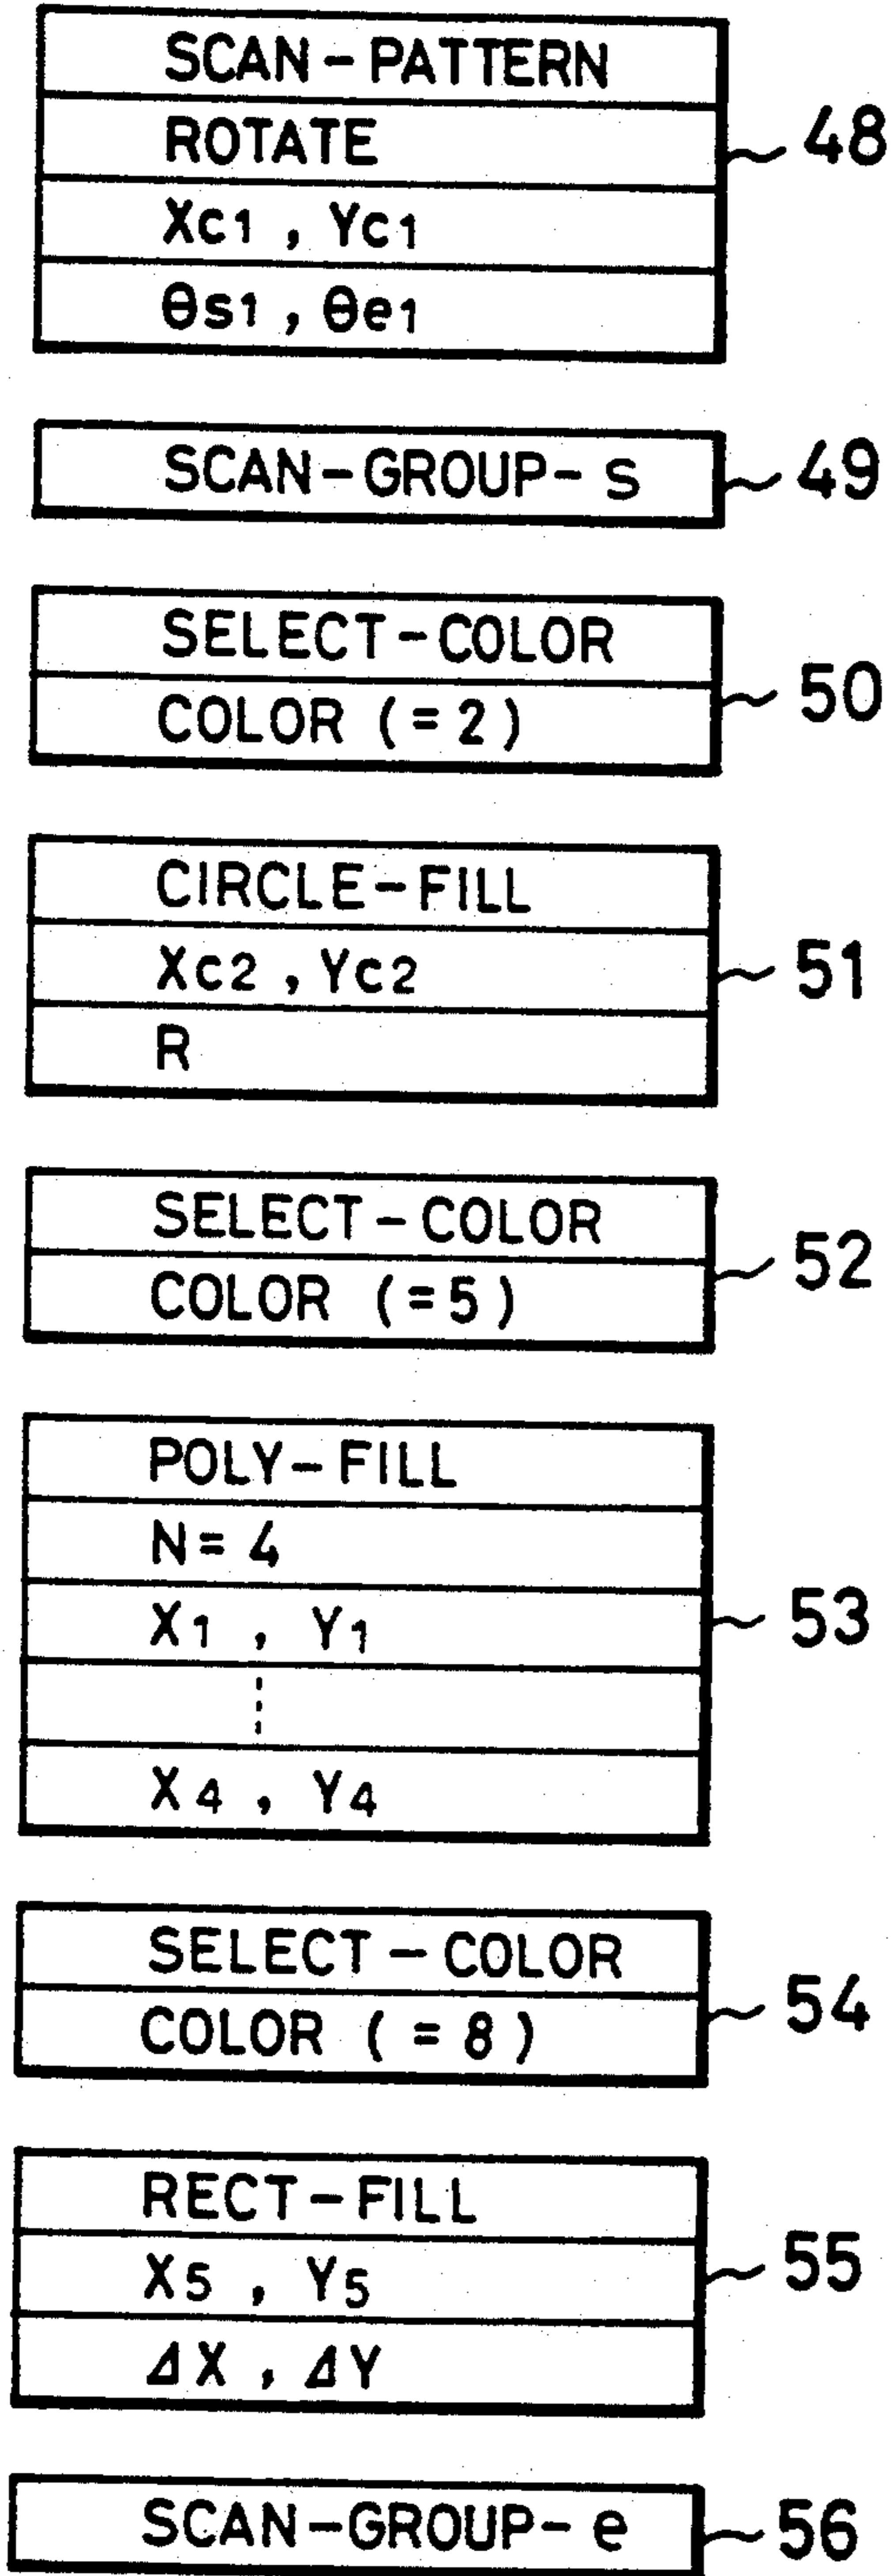 SCAN-PATTERN
ROTATE
48
Xc1, Yc1
θs1, θe1
SCAN-GROUP-s
49
SELECT-COLOR
50
COLOR (=2)
CIRCLE-FILL
Xc2, Yc2
51
R
SELECT-COLOR
52
COLOR (=5)
POLY-FILL
N=4
X1, Y1
53
X4, Y4
SELECT-COLOR
54
COLOR (=8)
RECT-FILL
X5, Y5
55
ΔX, ΔY
SCAN-GROUP-e
56